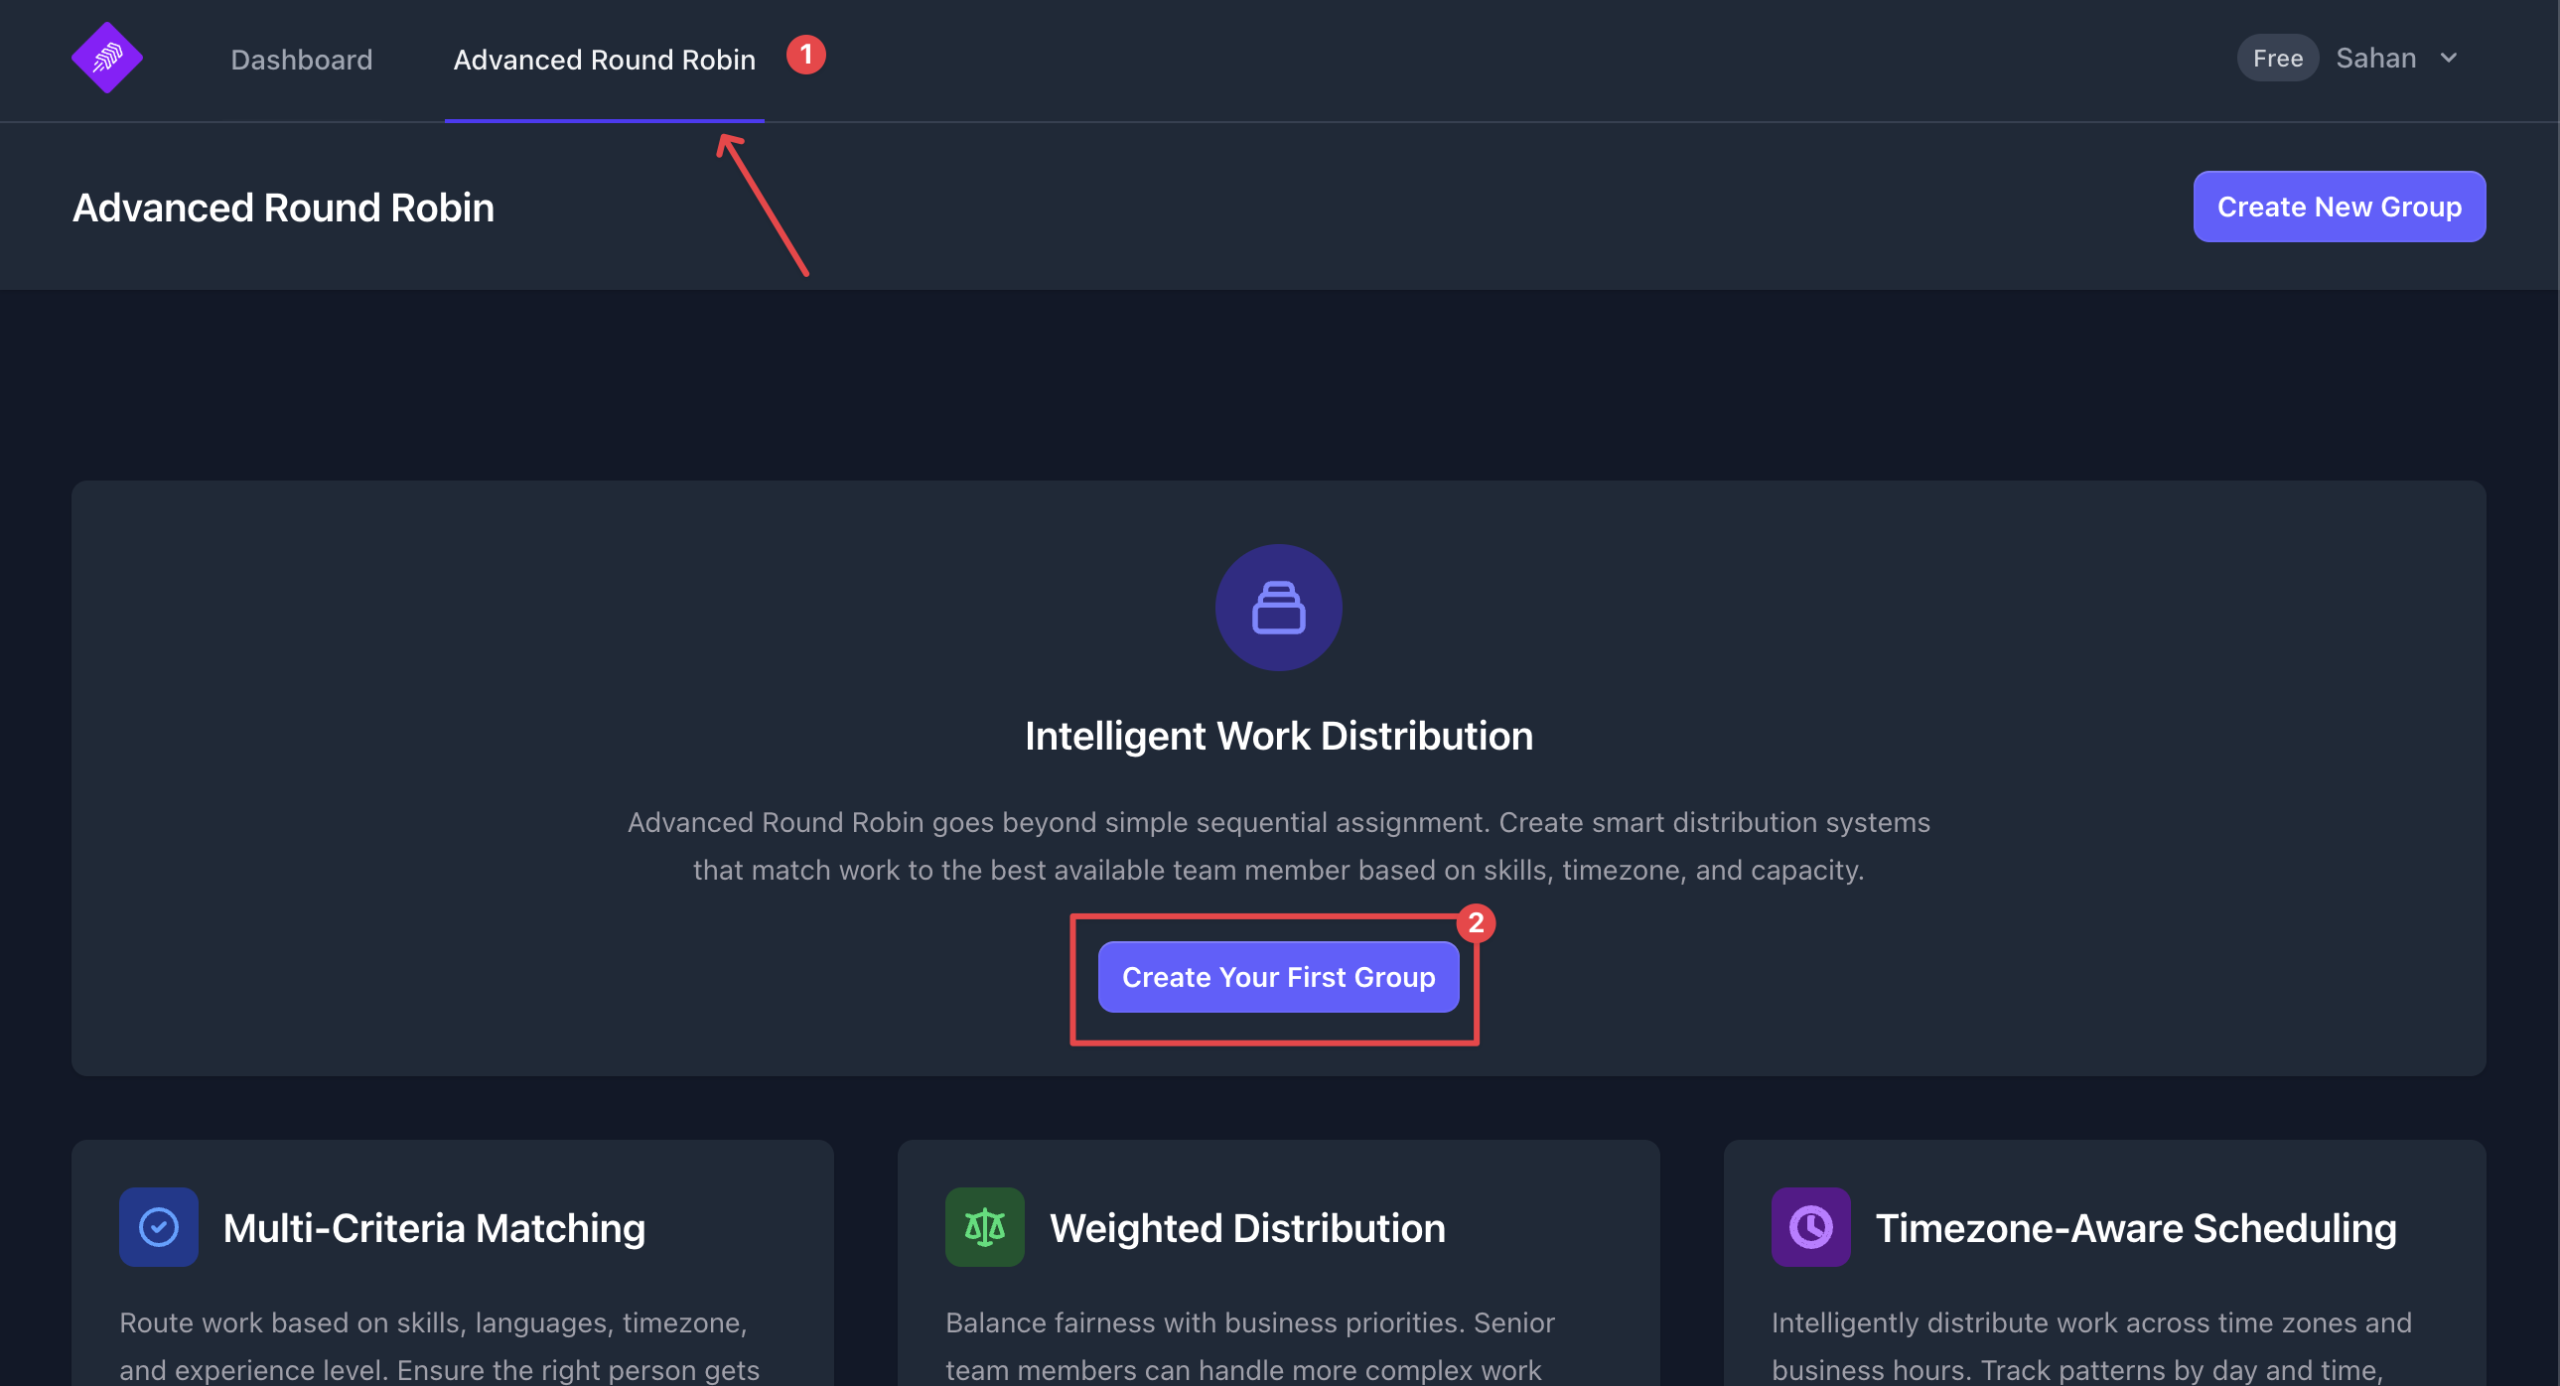 Dashboard
Advanced Round Robin
1
Free
Sahan
Advanced Round Robin
Create New Group
Intelligent Work Distribution
Advanced Round Robin goes beyond simple sequential assignment. Create smart distribution systems
that match work to the best available team member based on skills, timezone, and capacity.
2
Create Your First Group
Multi-Criteria Matching
Route work based on skills, languages, timezone,
and experience level. Ensure the right person gets
Weighted Distribution
Balance fairness with business priorities. Senior
team members can handle more complex work
Timezone-Aware Scheduling
Intelligently distribute work across time zones and
business hours. Track patterns by day and time,